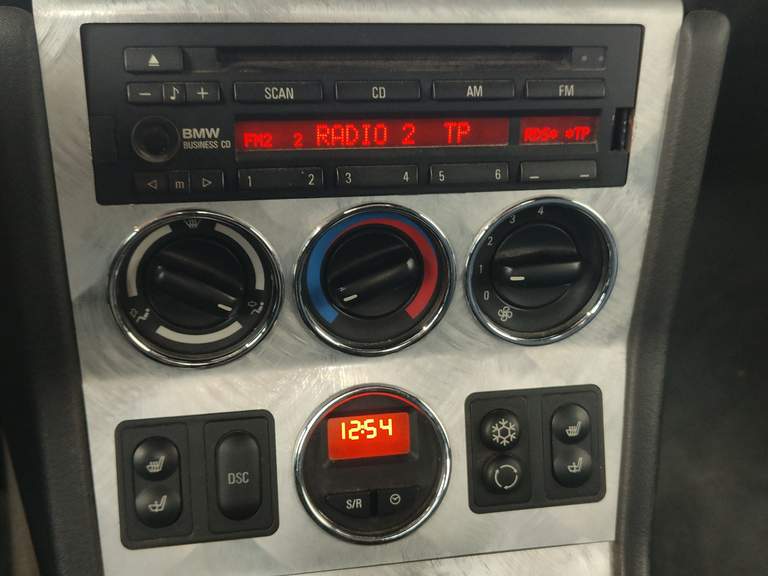 SCAN CD AM FM
BMW
BUSINESS CD
FM2 2 RADIO 2 TP RDS* *TP
m 1 2 3 4 5 6
4
3
2
1
0
DSC
12:54
S/R